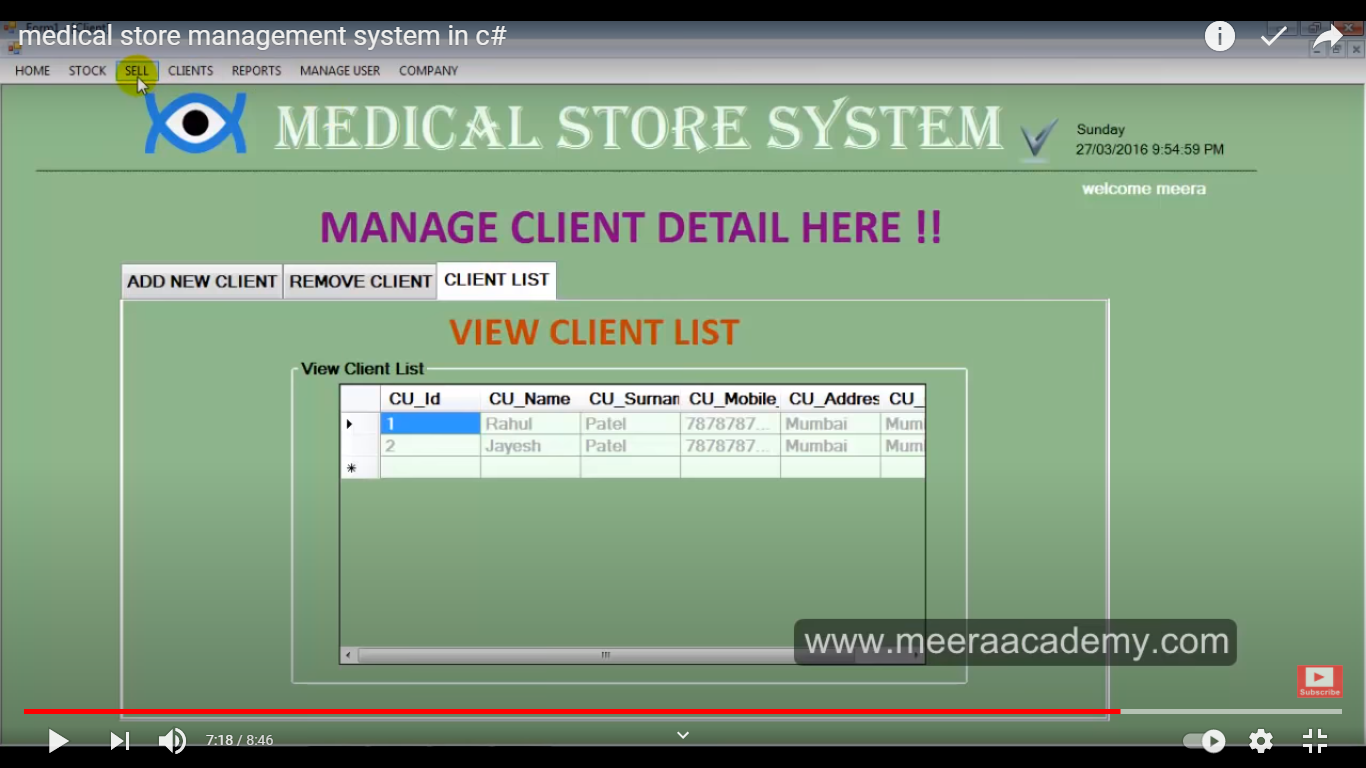 medical store management system in c#
HOME STOCK SELL CLIENTS REPORTS MANAGE USER COMPANY
MEDICAL STORE SYSTEM
Sunday
27/03/2016 9:54:59 PM
welcome meera
MANAGE CLIENT DETAIL HERE !!
ADD NEW CLIENT REMOVE CLIENT CLIENT LIST
VIEW CLIENT LIST
View Client List
CU_Id CU_Name CU_Surnar CU_Mobile_ CU_Addres CU_
1 Rahul Patel 7878787... Mumbai Mum
2 Jayesh Patel 7878787... Mumbai Mum
www.meeraacademy.com
Subscribe
7:18 / 8:46